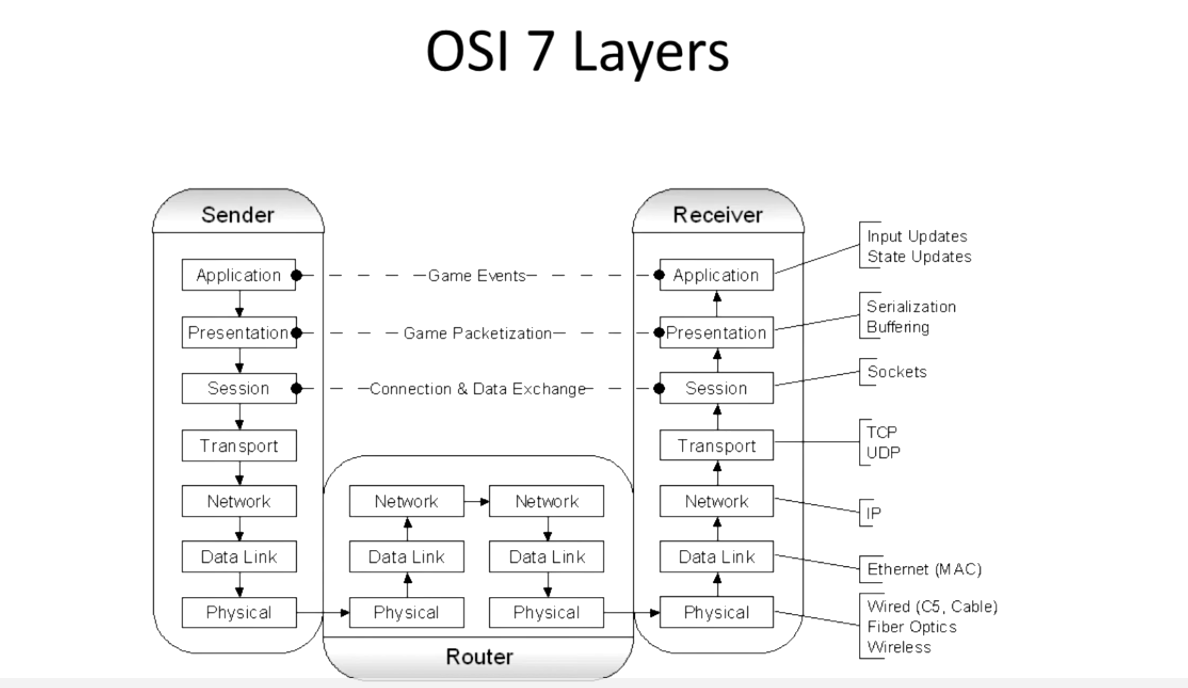 OSI 7 Layers
Sender
Receiver
Input Updates
State Updates
Application
Game Events
Application
Serialization
Buffering
Presentation
Game Packetization
Presentation
Sockets
Session
Connection & Data Exchange
Session
TCP
UDP
Transport
Transport
Network
Network
Network
Network
IP
Data Link
Data Link
Data Link
Data Link
Ethernet (MAC)
Physical
Physical
Physical
Physical
Wired (C5, Cable)
Fiber Optics
Wireless
Router